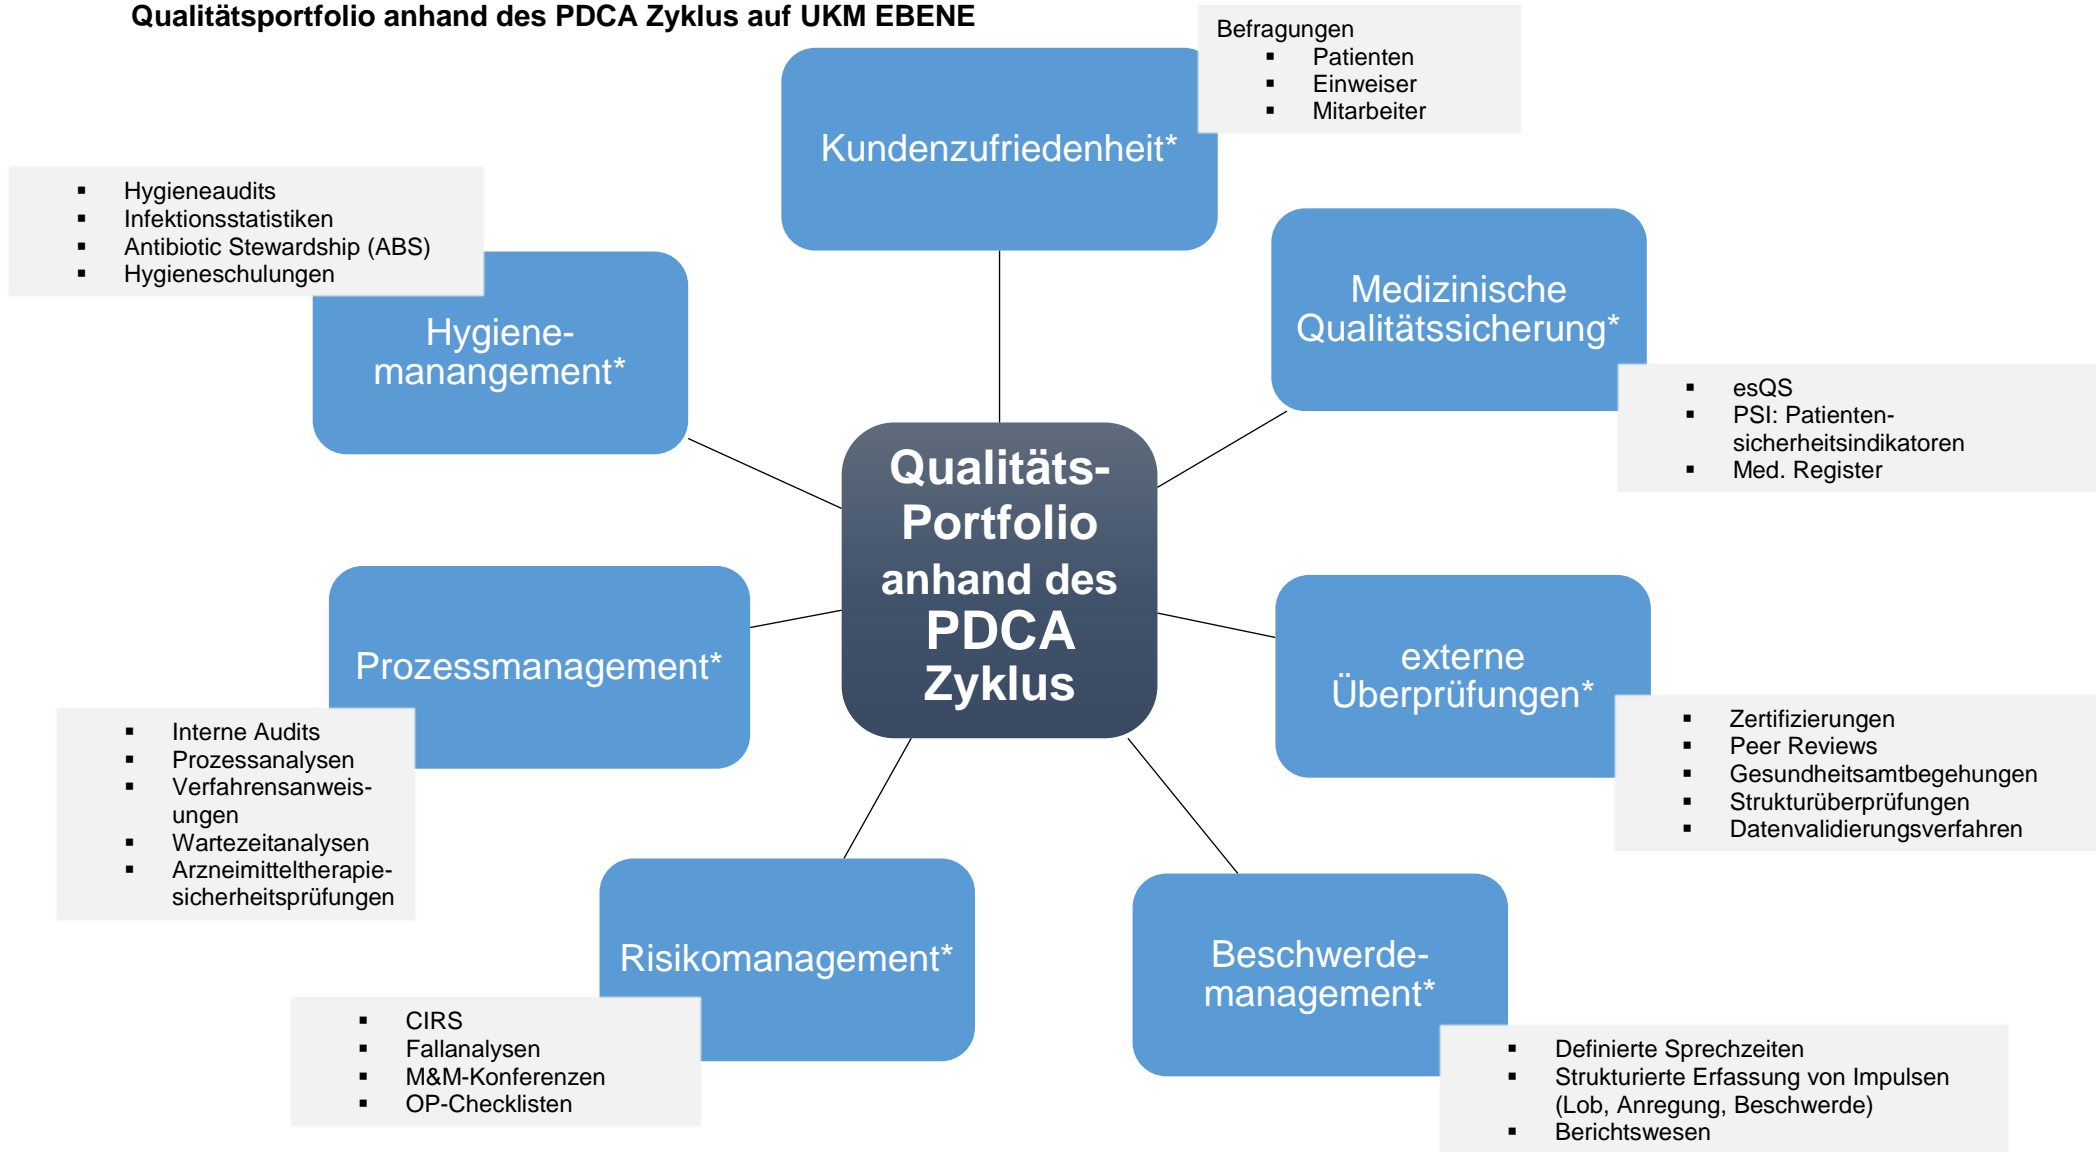 Qualitätsportfolio anhand des PDCA Zyklus auf UKM EBENE
Befragungen
▪ Patienten
▪ Einweiser
▪ Mitarbeiter
Kundenzufriedenheit*
▪ Hygieneaudits
▪ Infektionsstatistiken
▪ Antibiotic Stewardship (ABS)
▪ Hygieneschulungen
Hygiene-
manangement*
Medizinische
Qualitätssicherung*
▪ esQS
▪ PSI: Patienten-
sicherheitsindikatoren
▪ Med. Register
Qualitäts-
Portfolio
anhand des
PDCA
Zyklus
Prozessmanagement*
▪ Interne Audits
▪ Prozessanalysen
▪ Verfahrensanweis-
ungen
▪ Wartezeitanalysen
▪ Arzneimitteltherapie-
sicherheitsprüfungen
externe
Überprüfungen*
▪ Zertifizierungen
▪ Peer Reviews
▪ Gesundheitsamtbegehungen
▪ Strukturüberprüfungen
▪ Datenvalidierungsverfahren
Risikomanagement*
▪ CIRS
▪ Fallanalysen
▪ M&M-Konferenzen
▪ OP-Checklisten
Beschwerde-
management*
▪ Definierte Sprechzeiten
▪ Strukturierte Erfassung von Impulsen
(Lob, Anregung, Beschwerde)
▪ Berichtswesen